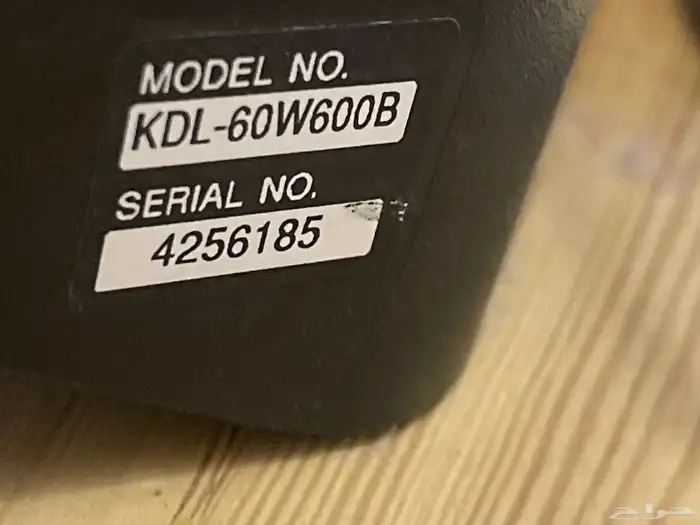 MODEL NO.
KDL-60W600B
SERIAL NO.
4256185
حراج